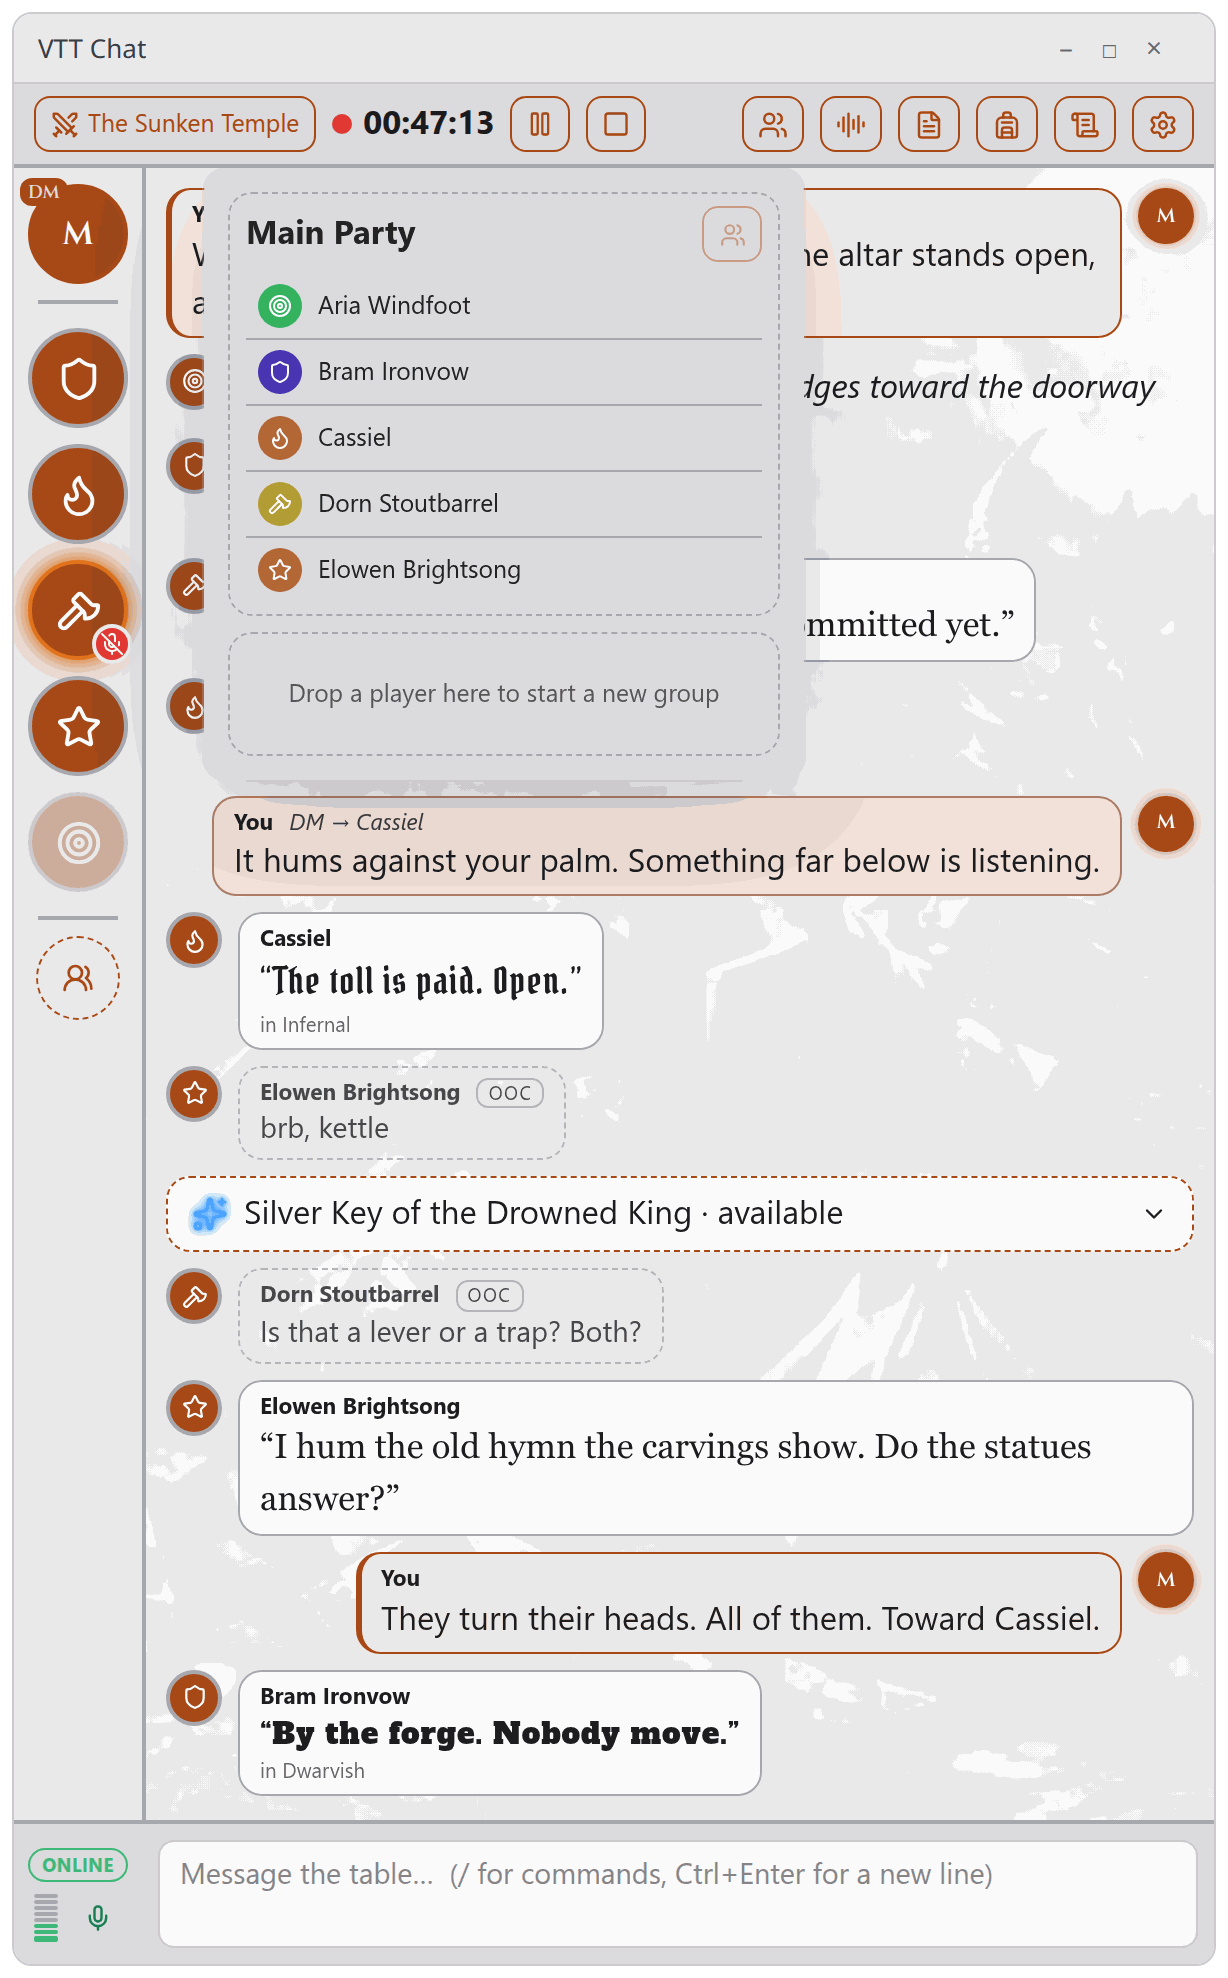 VTT Chat
The Sunken Temple
00:47:13
DM
M
Main Party
Aria Windfoot
Bram Ironvow
Cassiel
Dorn Stoutbarrel
Elowen Brightsong
Drop a player here to start a new group
altar stands open,
M
toward the doorway
yet.”
You DM → Cassiel
It hums against your palm. Something far below is listening.
M
Cassiel
“The toll is paid. Open.”
in Infernal
Elowen Brightsong OOC
brb, kettle
Silver Key of the Drowned King · available
Dorn Stoutbarrel OOC
Is that a lever or a trap? Both?
Elowen Brightsong
“I hum the old hymn the carvings show. Do the statues
answer?”
You
They turn their heads. All of them. Toward Cassiel.
M
Bram Ironvow
“By the forge. Nobody move.”
in Dwarvish
ONLINE
Message the table... (/ for commands, Ctrl+Enter for a new line)